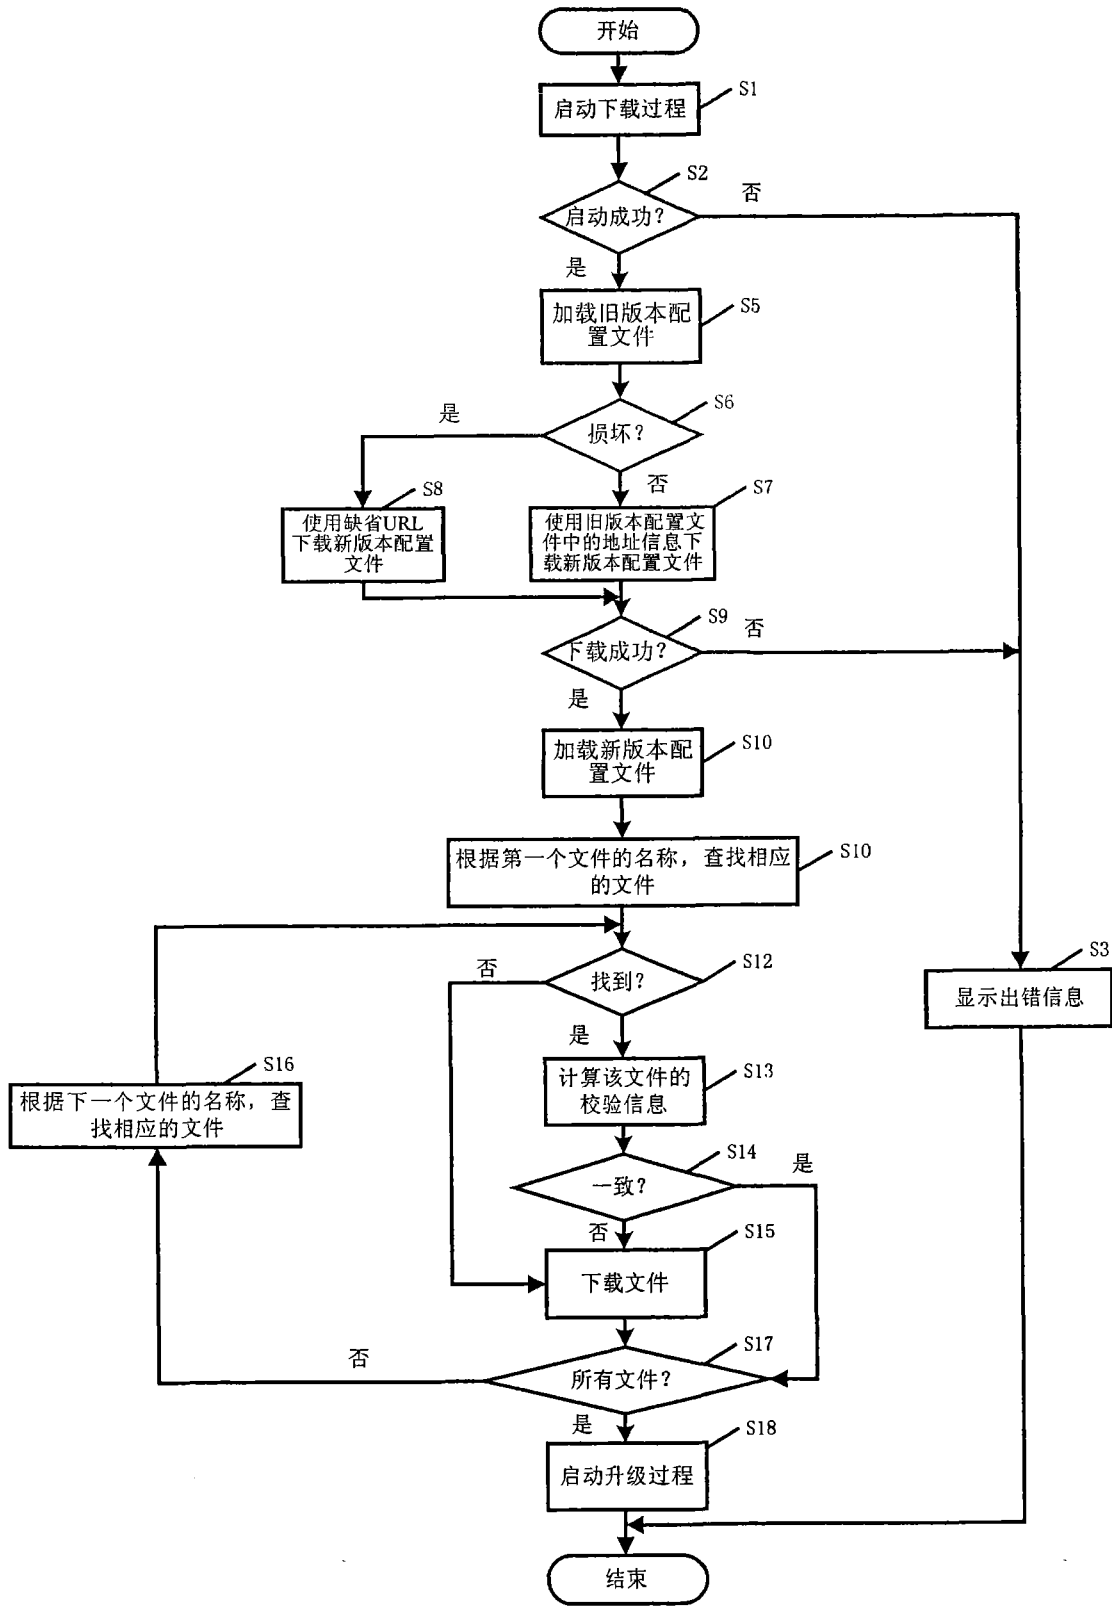 开始
启动下载过程
S1
启动成功?
S2
否
是
加载旧版本配
置文件
S5
损坏?
S6
是
否
使用缺省URL
下载新版本配置
文件
S8
使用旧版本配置文
件中的地址信息下
载新版本配置文件
S7
下载成功?
S9
否
是
加载新版本配
置文件
S10
根据第一个文件的名称，查找相应
的文件
S10
找到?
S12
否
是
显示出错信息
S3
计算该文件的
校验信息
S13
根据下一个文件的名称，查
找相应的文件
S16
一致?
S14
是
否
下载文件
S15
所有文件?
S17
否
是
启动升级过程
S18
结束